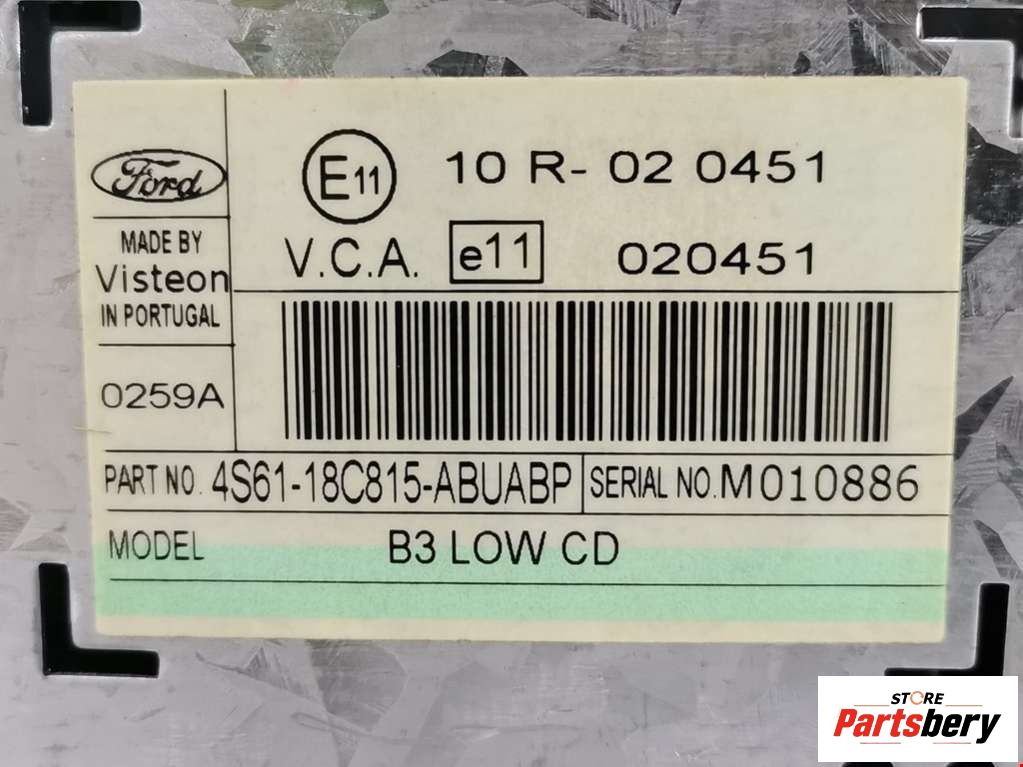 Ford
E11 10 R- 02 0451
MADE BY
Visteon
IN PORTUGAL
V.C.A. e11 020451
0259A
PART NO. 4S61-18C815-ABUABP SERIAL NO. M010886
MODEL B3 LOW CD
STORE
Partsbery